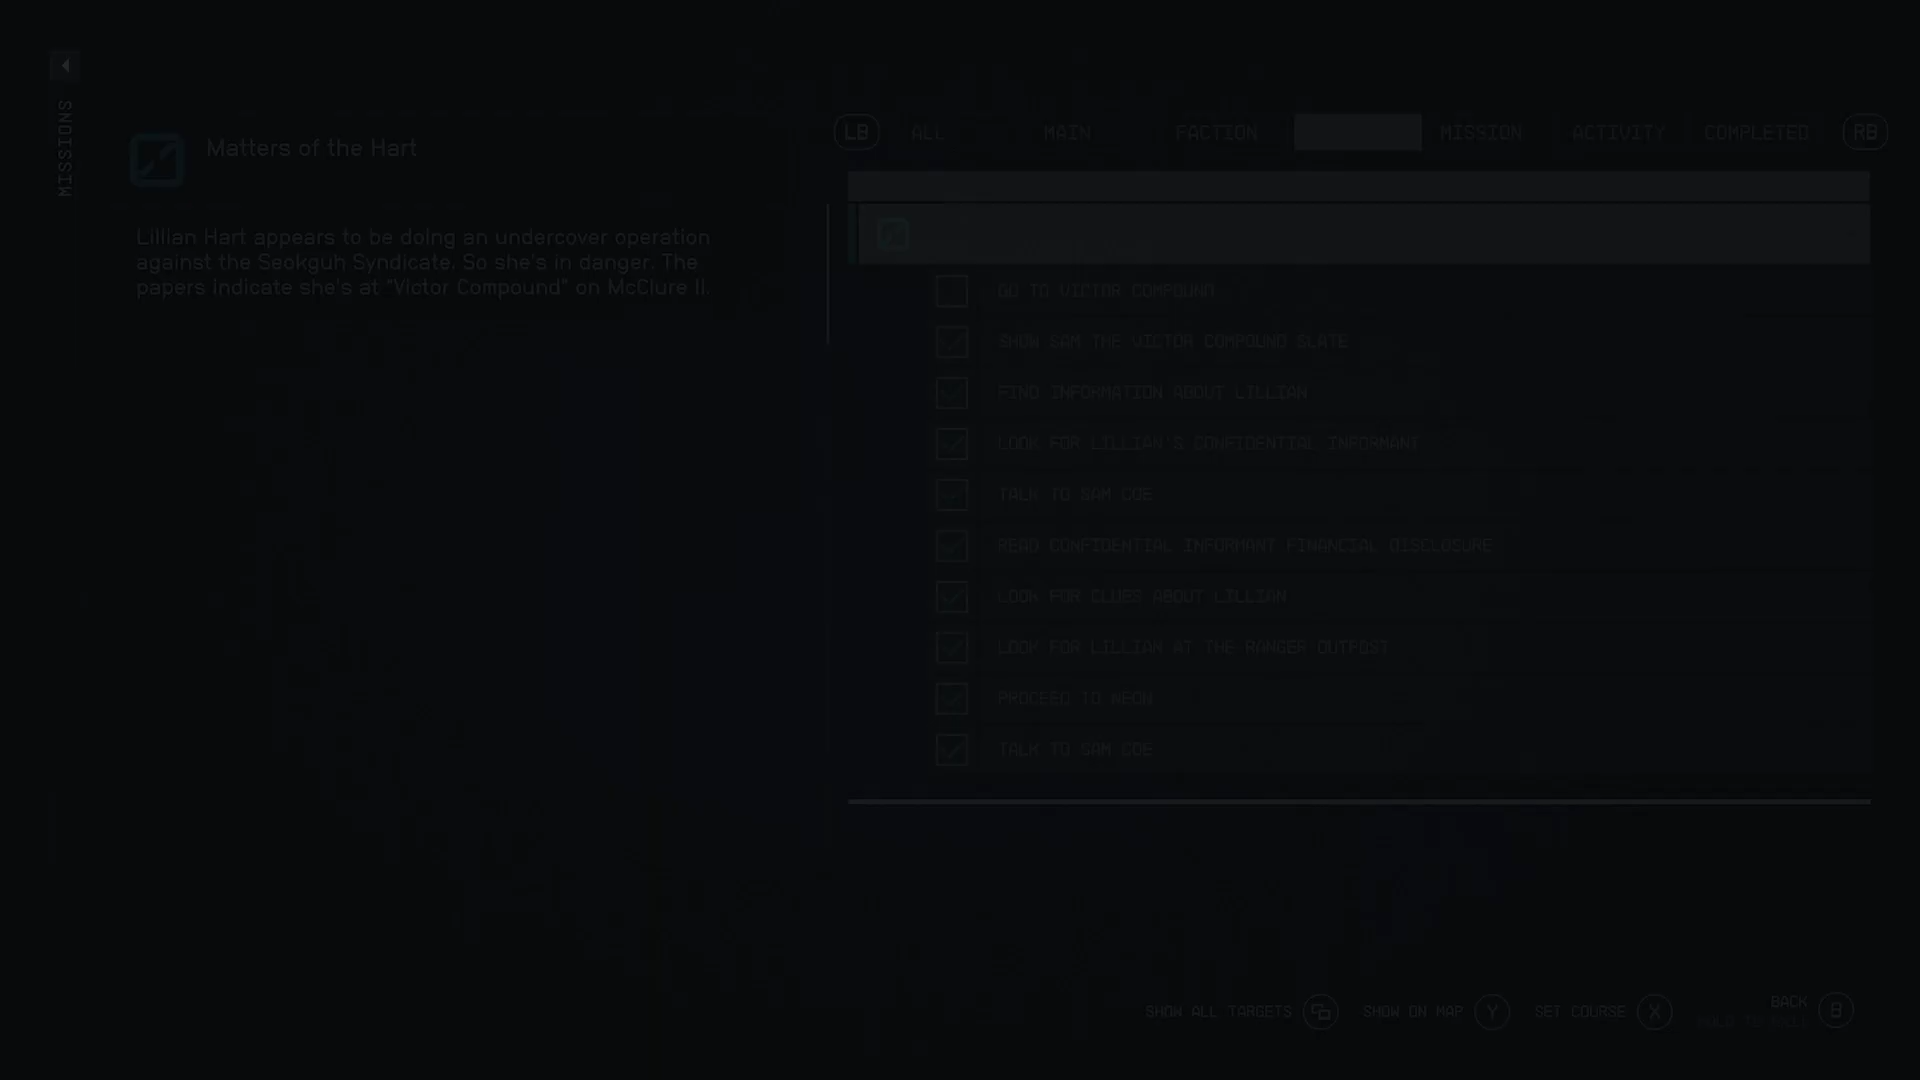 MISSIONS
Matters of the Hart
Lillian Hart appears to be doing an undercover operation
against the Seokguh Syndicate. So she's in danger. The
papers indicate she's at "Victor Compound" on McClure II.
LB ALL MAIN FACTION MISSION ACTIVITY COMPLETED RB
GO TO VICTOR COMPOUND
SHOW SAM THE VICTOR COMPOUND SLATE
FIND INFORMATION ABOUT LILLIAN
LOOK FOR LILLIAN'S CONFIDENTIAL INFORMANT
TALK TO SAM COE
READ CONFIDENTIAL INFORMANT FINANCIAL DISCLOSURE
LOOK FOR CLUES ABOUT LILLIAN
LOOK FOR LILLIAN AT THE RANGER OUTPOST
PROCEED TO NEON
TALK TO SAM COE
SHOW ALL TARGETS SHOW ON MAP Y SET COURSE X BACK B
HOLD TO